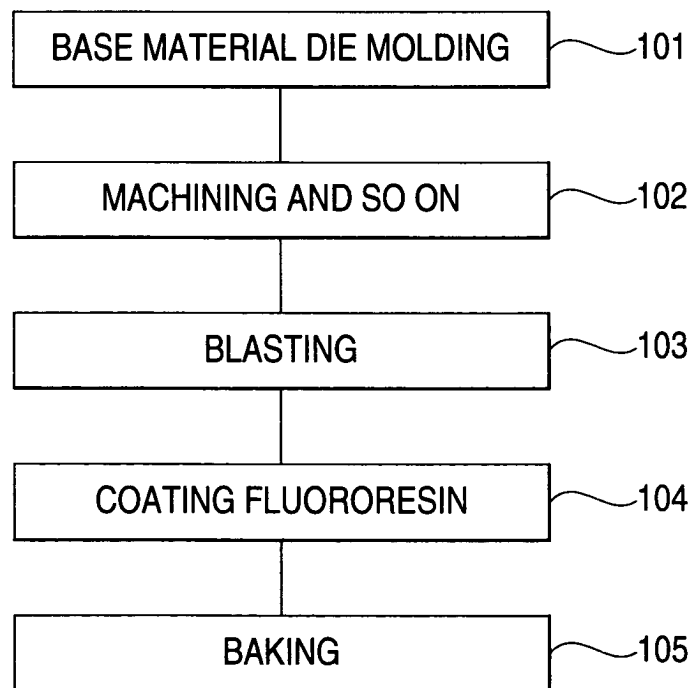 BASE MATERIAL DIE MOLDING 101
MACHINING AND SO ON 102
BLASTING 103
COATING FLUORORESIN 104
BAKING 105